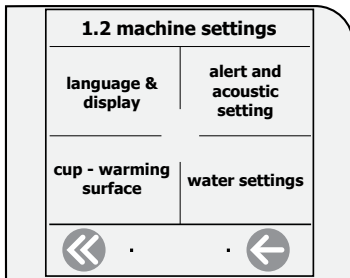 1.2 machine settings
language &
display
alert and
acoustic
setting
cup - warming
surface
water settings